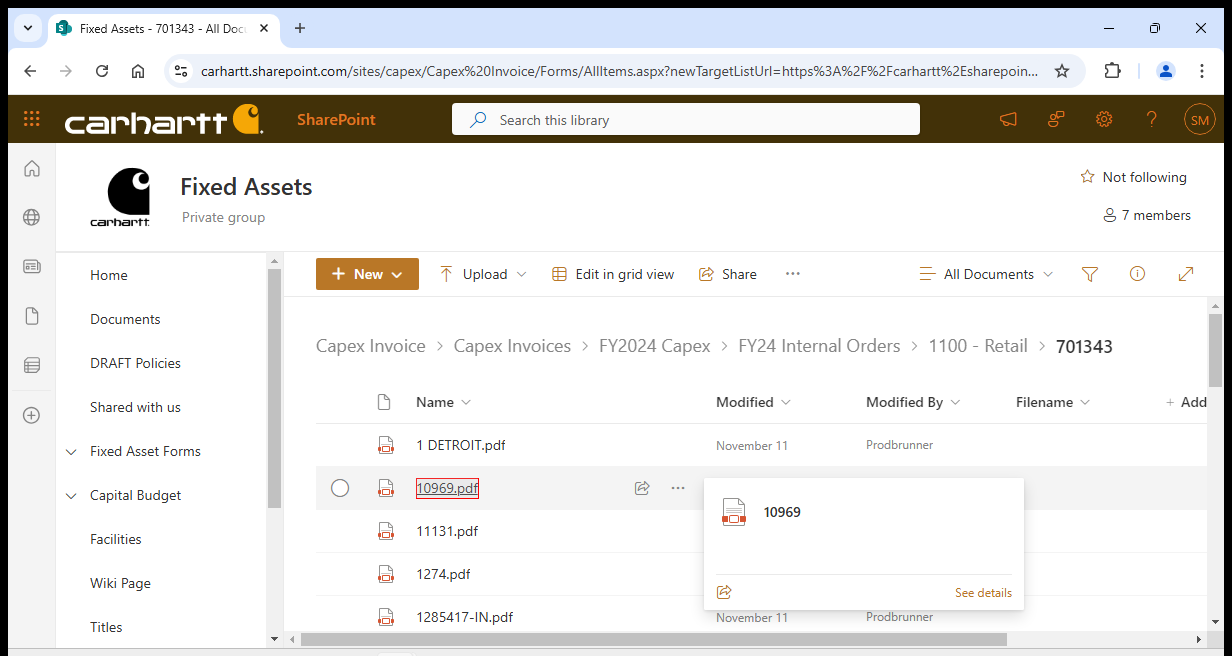 Fixed Assets - 701343 - All Doc
carhartt.sharepoint.com/sites/capex/Capex%20Invoice/Forms/AllItems.aspx?newTargetListUrl=https%3A%2F%2Fcarhartt%2Esharepoin...
carhartt
SharePoint
Search this library
SM
carhartt
Fixed Assets
Private group
Not following
7 members
Home
Documents
DRAFT Policies
Shared with us
Fixed Asset Forms
Capital Budget
Facilities
Wiki Page
Titles
New
Upload
Edit in grid view
Share
All Documents
Capex Invoice > Capex Invoices > FY2024 Capex > FY24 Internal Orders > 1100 - Retail > 701343
Name Modified Modified By Filename + Add
1 DETROIT.pdf November 11 Prodbrunner
10969.pdf
11131.pdf
1274.pdf
1285417-IN.pdf November 11 Prodbrunner
10969
See details